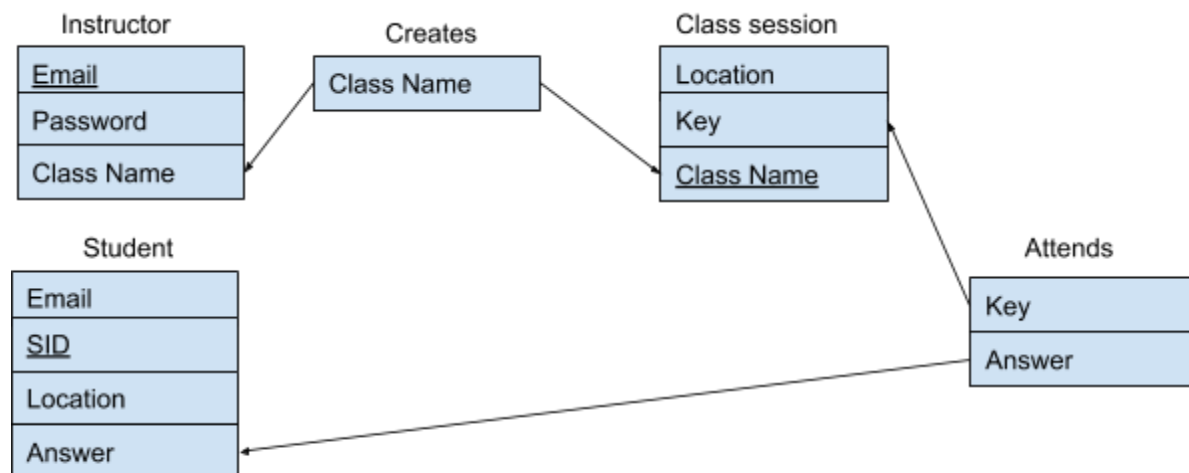 Instructor
Email
Password
Class Name
Creates
Class Name
Class session
Location
Key
Class Name
Student
Email
SID
Location
Answer
Attends
Key
Answer